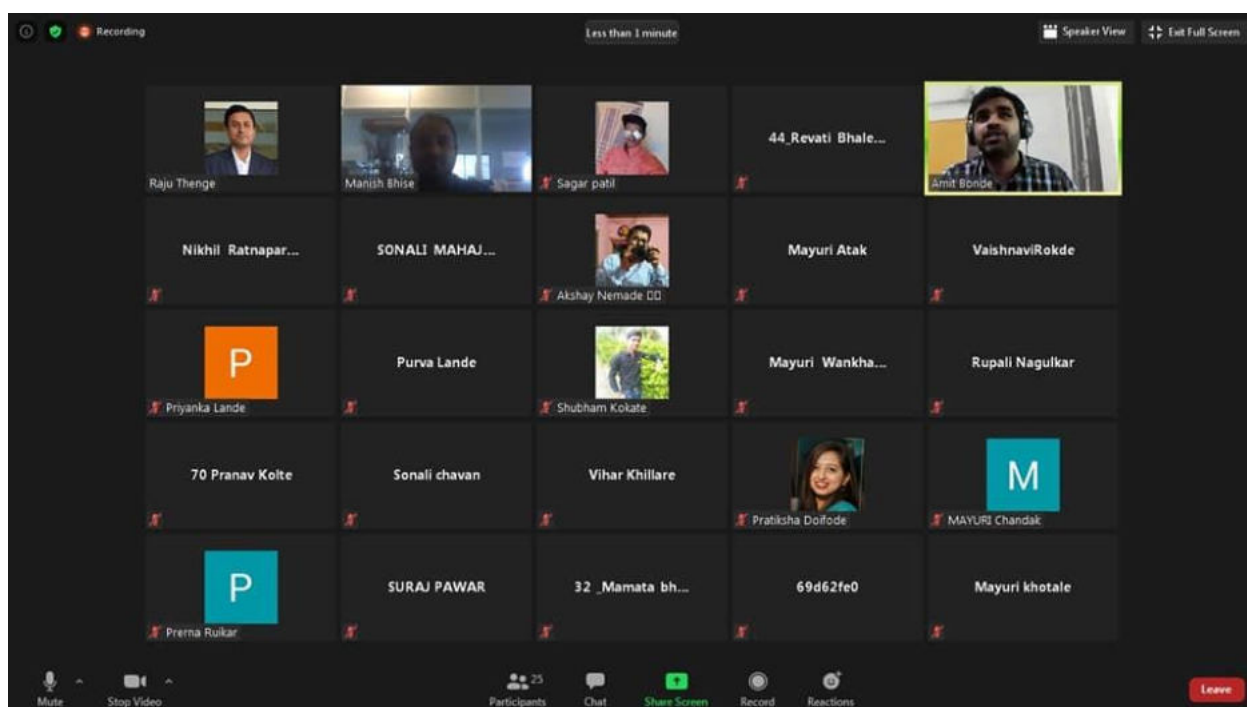 Recording
Less than 1 minute
Speaker View
Exit Full Screen
Raju Thenge
Manish Bhise
Sagar patil
44_Revati Bhale...
Amit Bonde
Nikhil Ratnapar...
SONALI MAHAJ...
Akshay Nemade
Mayuri Atak
VaishnaviRokde
P
Priyanka Lande
Purva Lande
Shubham Kokate
Mayuri Wankha...
Rupali Nagulkar
70 Pranav Kolte
Sonali chavan
Vihar Khillare
Pratiksha Doifode
M
MAYURI Chandak
P
Prerna Ruikar
SURAJ PAWAR
32 _Mamata bh...
69d62fe0
Mayuri khotale
Mute
Stop Video
25
Participants
Chat
Share Screen
Record
Reactions
Leave